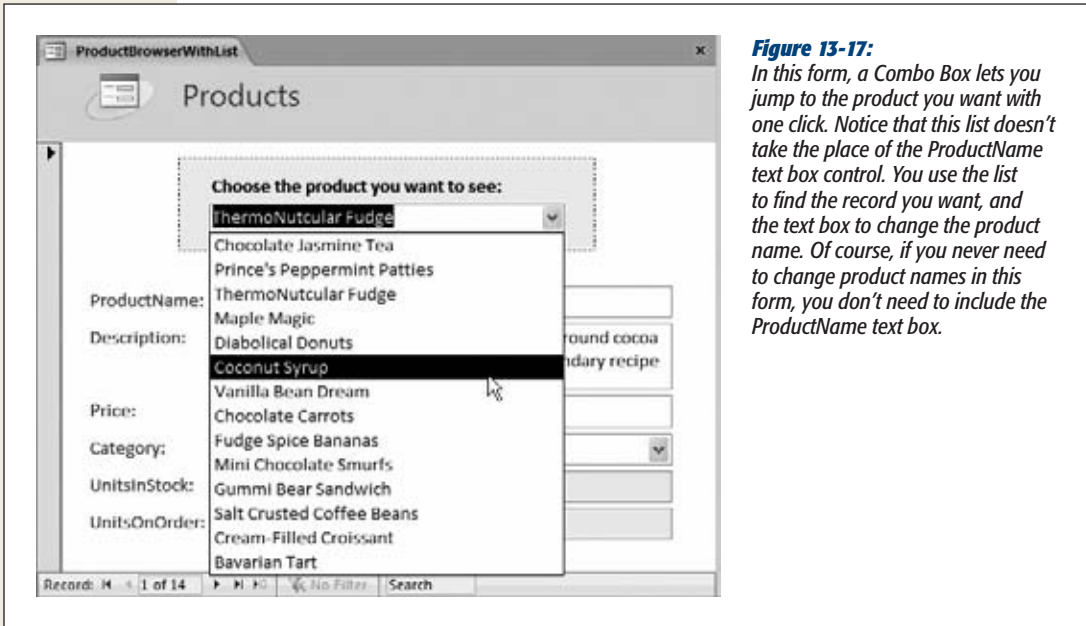 ProductBrowserWithList
Products
Choose the product you want to see:
ThermoNutcular Fudge
Chocolate Jasmine Tea
Prince's Peppermint Patties
ThermoNutcular Fudge
Maple Magic
Diabolical Donuts
Coconut Syrup
Vanilla Bean Dream
Chocolate Carrots
Fudge Spice Bananas
Mini Chocolate Smurfs
Gummi Bear Sandwich
Salt Crusted Coffee Beans
Cream-Filled Croissant
Bavarian Tart
ProductName:
Description:
cocoa
recipe
Price:
Category:
UnitsInStock:
UnitsOnOrder:
Record: 1 of 14 No Filter Search
Figure 13-17:
In this form, a Combo Box lets you
jump to the product you want with
one click. Notice that this list doesn't
take the place of the ProductName
text box control. You use the list
to find the record you want, and
the text box to change the product
name. Of course, if you never need
to change product names in this
form, you don't need to include the
ProductName text box.